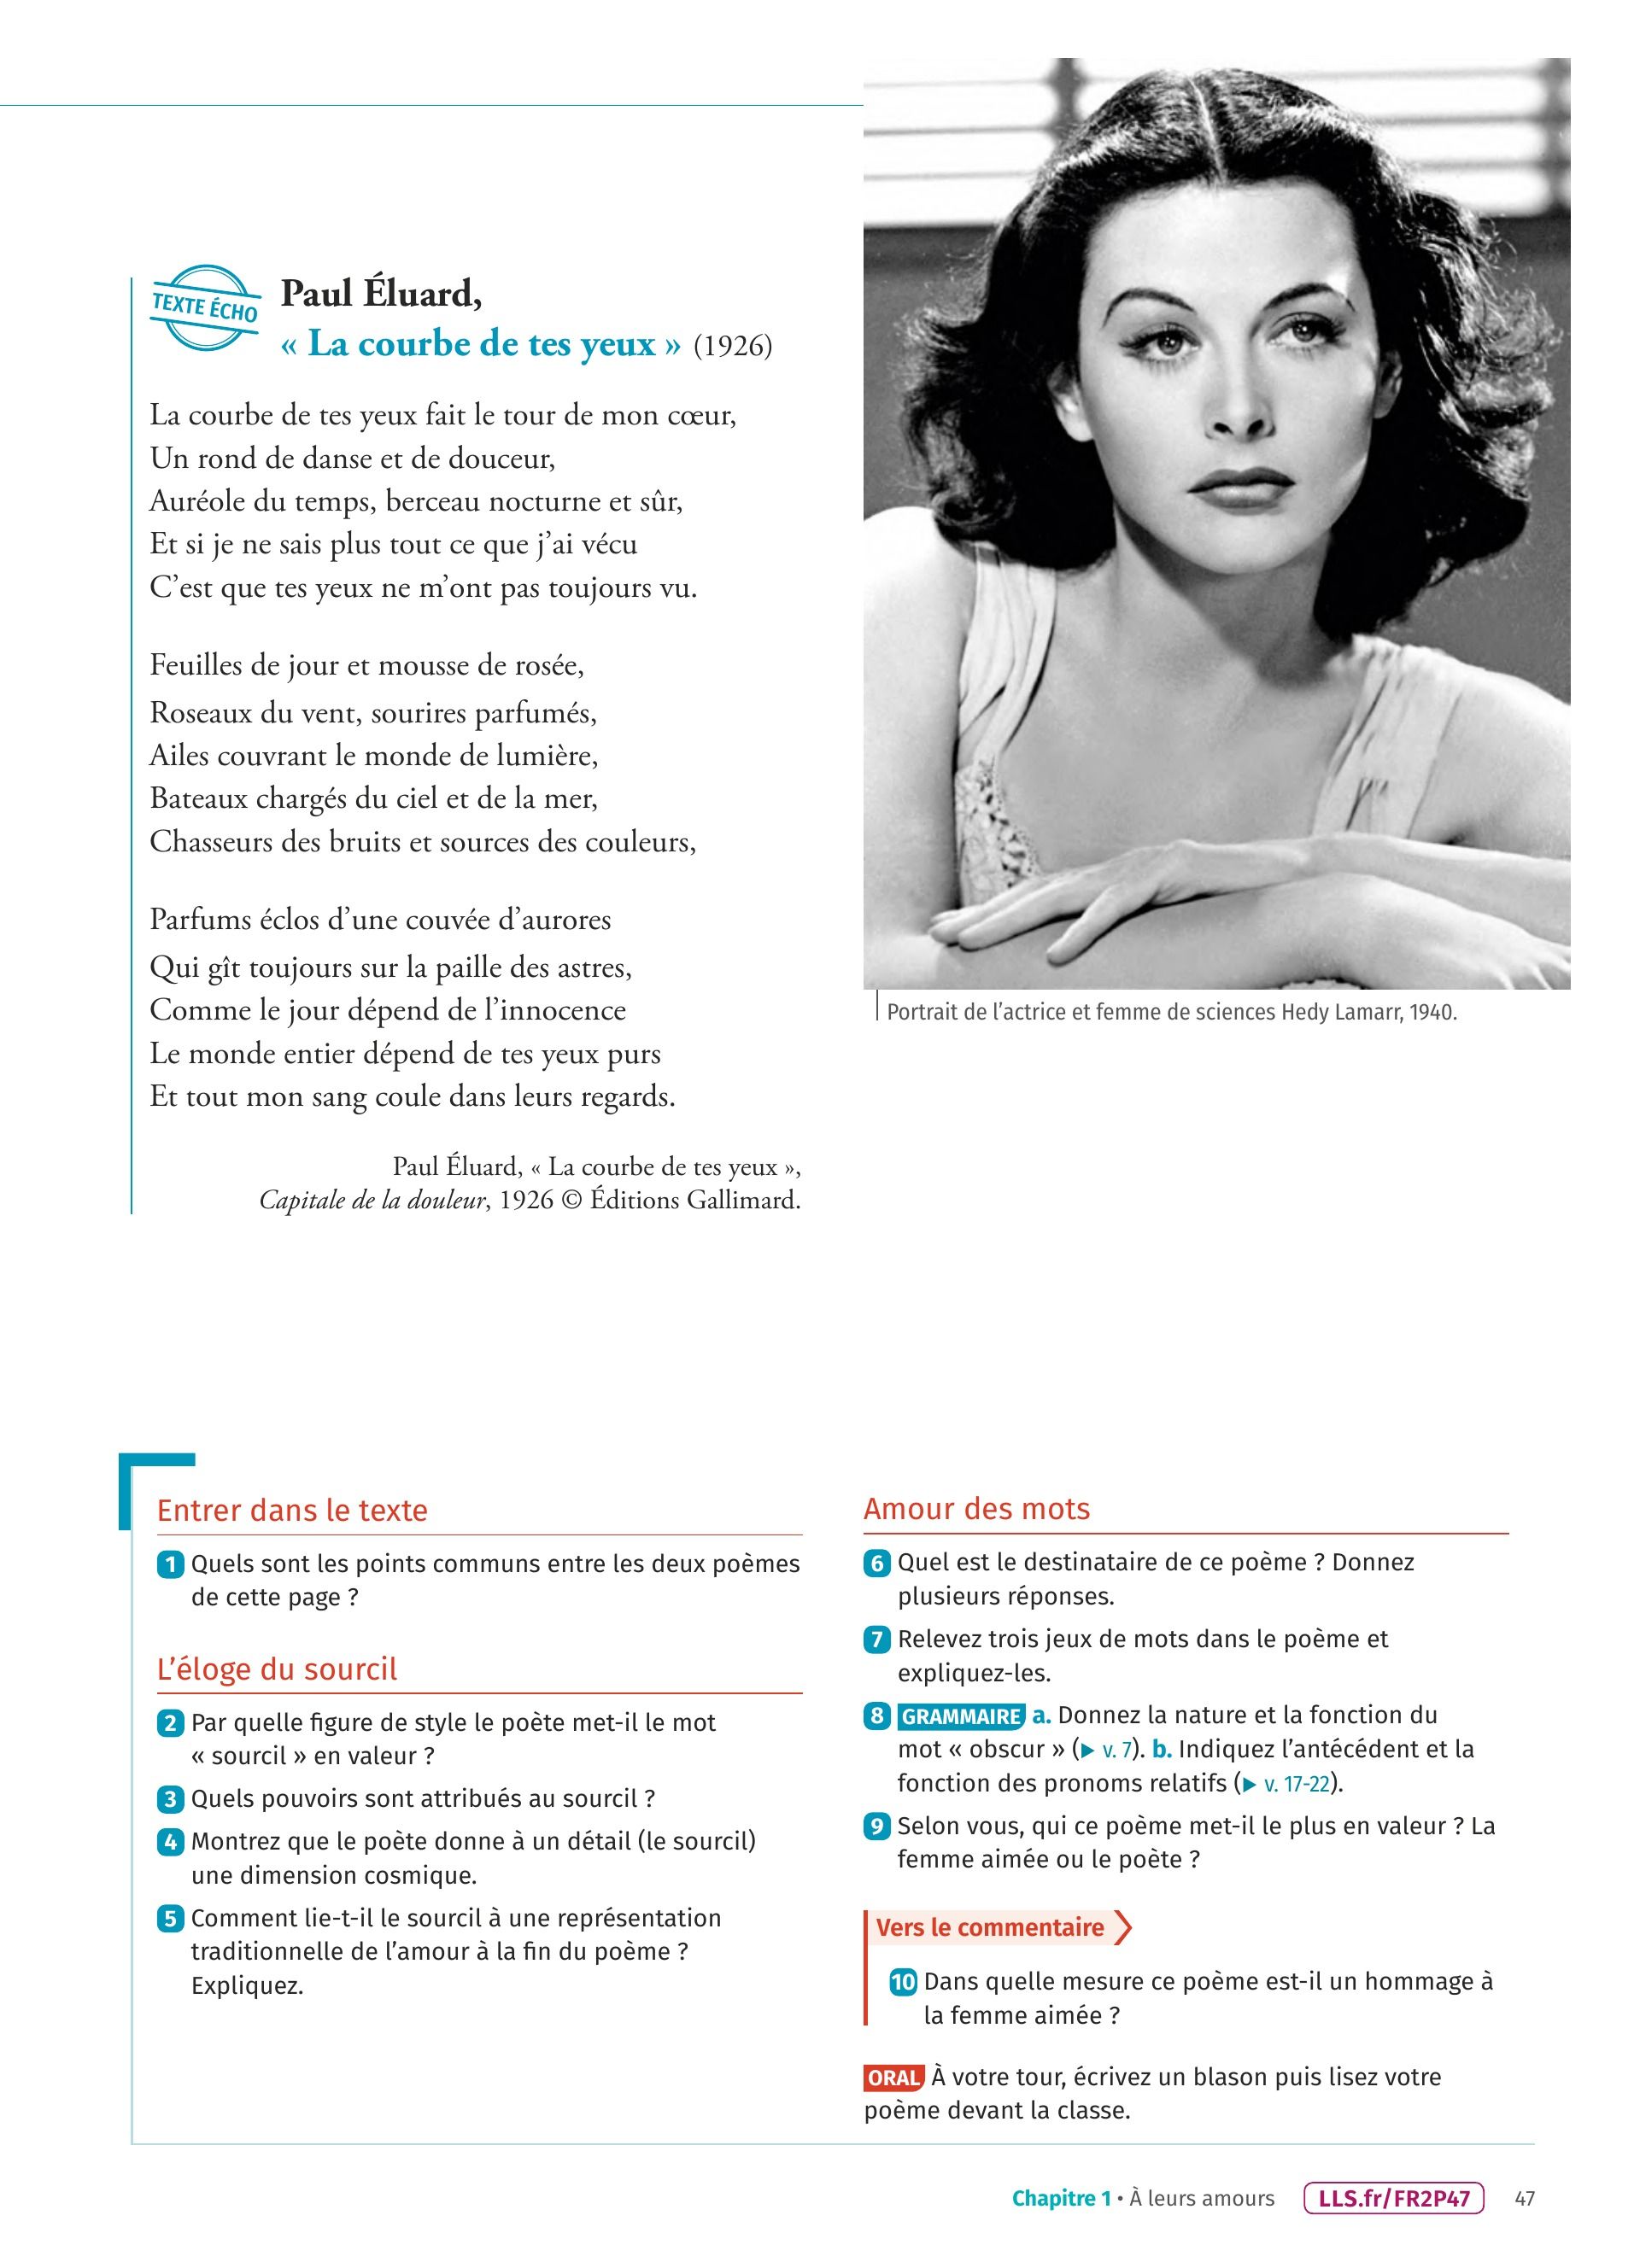 TEXTE ÉCHO
Paul Éluard,
« La courbe de tes yeux » (1926)
La courbe de tes yeux fait le tour de mon cœur,
Un rond de danse et de douceur,
Auréole du temps, berceau nocturne et sûr,
Et si je ne sais plus tout ce que j'ai vécu
C'est que tes yeux ne m'ont pas toujours vu.
Feuilles de jour et mousse de rosée,
Roseaux du vent, sourires parfumés,
Ailes couvrant le monde de lumière,
Bateaux chargés du ciel et de la mer,
Chasseurs des bruits et sources des couleurs,
Parfums éclos d'une couvée d'aurores
Qui gît toujours sur la paille des astres,
Comme le jour dépend de l'innocence
Le monde entier dépend de tes yeux purs
Et tout mon sang coule dans leurs regards.
Paul Éluard, « La courbe de tes yeux »,
Capitale de la douleur, 1926 © Éditions Gallimard.
Portrait de l'actrice et femme de sciences Hedy Lamarr, 1940.
Entrer dans le texte
1 Quels sont les points communs entre les deux poèmes
de cette page ?
L'éloge du sourcil
2 Par quelle figure de style le poète met-il le mot
« sourcil » en valeur ?
3 Quels pouvoirs sont attribués au sourcil ?
4 Montrez que le poète donne à un détail (le sourcil)
une dimension cosmique.
5 Comment lie-t-il le sourcil à une représentation
traditionnelle de l'amour à la fin du poème ?
Expliquez.
Amour des mots
6 Quel est le destinataire de ce poème ? Donnez
plusieurs réponses.
7 Relevez trois jeux de mots dans le poème et
expliquez-les.
8 GRAMMAIRE a. Donnez la nature et la fonction du
mot « obscur » (▶ v. 7). b. Indiquez l'antécédent et la
fonction des pronoms relatifs (▶ v. 17-22).
9 Selon vous, qui ce poème met-il le plus en valeur ? La
femme aimée ou le poète ?
Vers le commentaire
10 Dans quelle mesure ce poème est-il un hommage à
la femme aimée ?
ORAL À votre tour, écrivez un blason puis lisez votre
poème devant la classe.
Chapitre 1 • À leurs amours LLS.fr/FR2P47 47